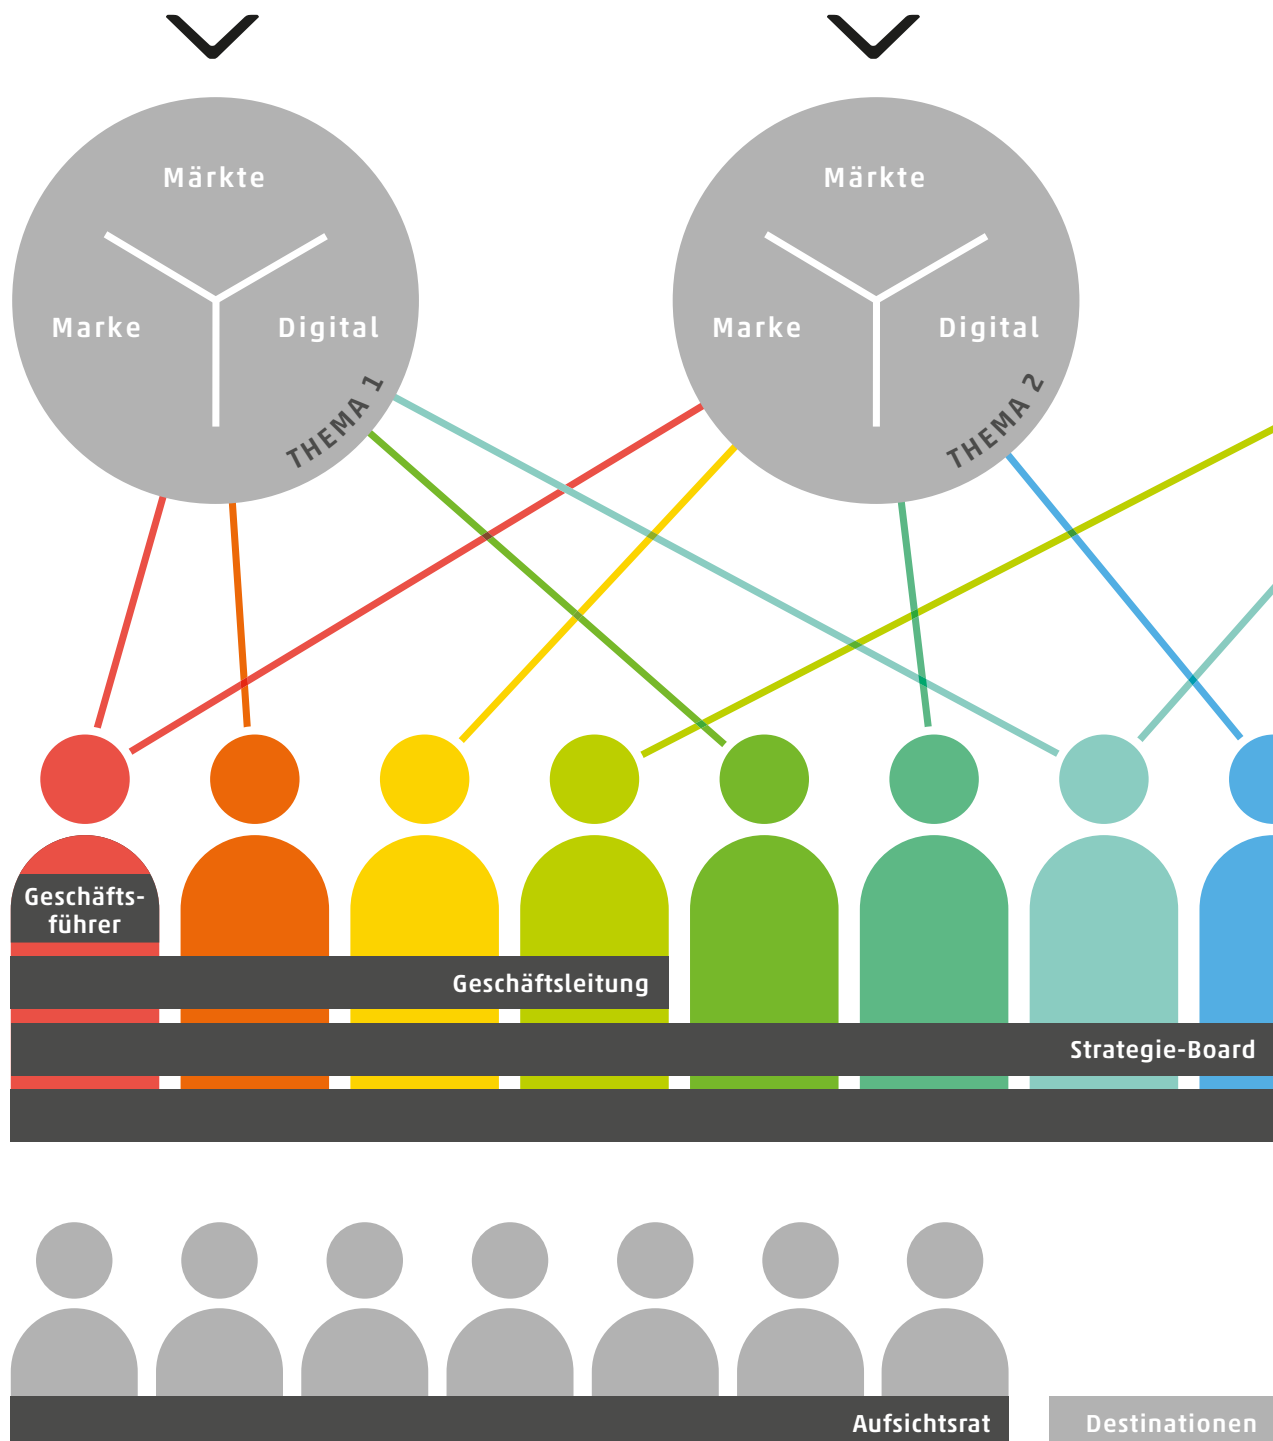 Märkte
Marke
Digital
THEMA 1
Märkte
Marke
Digital
THEMA 2
Geschäfts-
führer
Geschäftsleitung
Strategie-Board
Aufsichtsrat
Destinationen